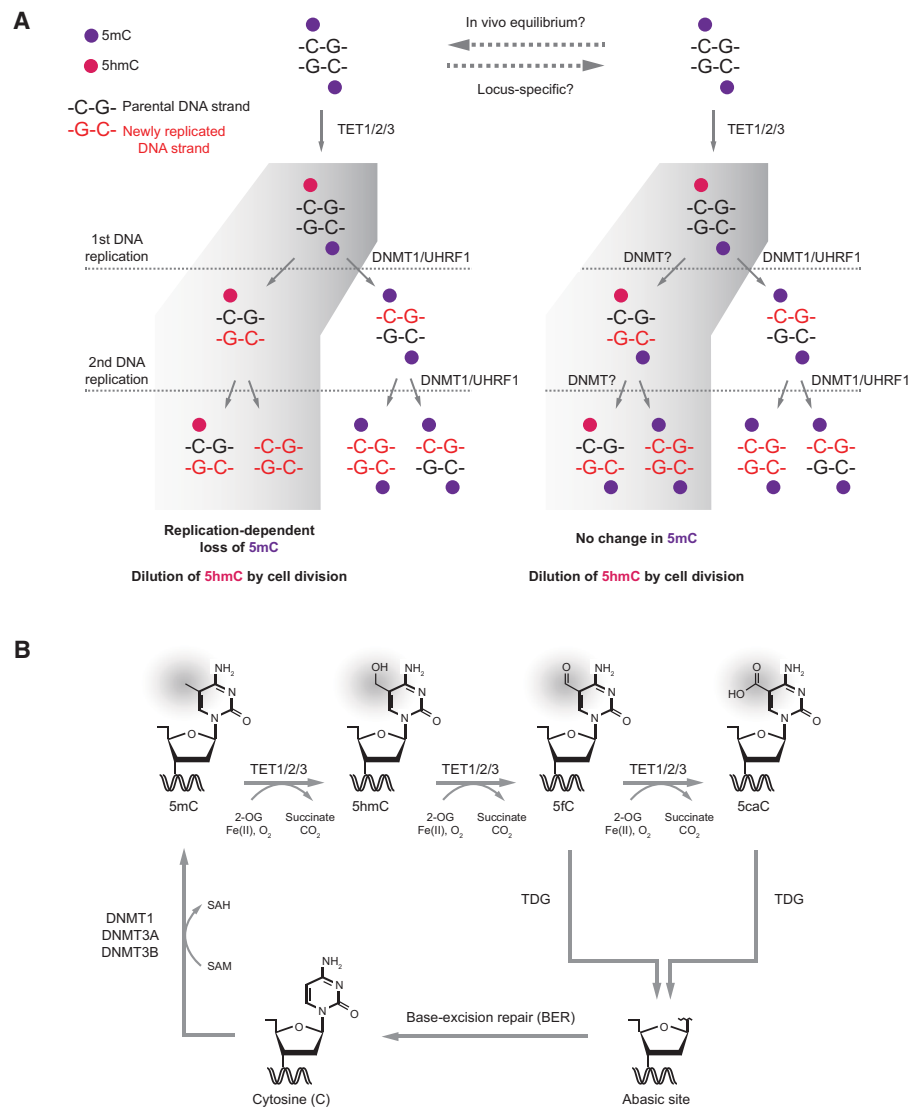 A
5mC
5hmC
-C-G- Parental DNA strand
-G-C- Newly replicated
DNA strand
-C-G-
-G-C-
In vivo equilibrium?
Locus-specific?
-C-G-
-G-C-
TET1/2/3
TET1/2/3
-C-G-
-G-C-
-C-G-
-G-C-
1st DNA
replication
DNMT1/UHRF1
DNMT?
DNMT1/UHRF1
-C-G-
-G-C-
-C-G-
-G-C-
-C-G-
-G-C-
-C-G-
-G-C-
2nd DNA
replication
DNMT1/UHRF1
DNMT?
DNMT1/UHRF1
-C-G- -C-G- -C-G- -C-G-
-G-C- -G-C- -G-C- -G-C-
-C-G- -C-G- -C-G- -C-G-
-G-C- -G-C- -G-C- -G-C-
Replication-dependent
loss of 5mC
Dilution of 5hmC by cell division
No change in 5mC
Dilution of 5hmC by cell division
B
NH2
N
N
O
O
5mC
OH
NH2
N
N
O
O
5hmC
O
NH2
N
N
O
O
5fC
O
HO
NH2
N
N
O
O
5caC
TET1/2/3
2-OG
Fe(II), O2
Succinate
CO2
TET1/2/3
2-OG
Fe(II), O2
Succinate
CO2
TET1/2/3
2-OG
Fe(II), O2
Succinate
CO2
TDG
TDG
DNMT1
DNMT3A
DNMT3B
SAH
SAM
NH2
N
N
O
O
Cytosine (C)
Base-excision repair (BER)
O
Abasic site